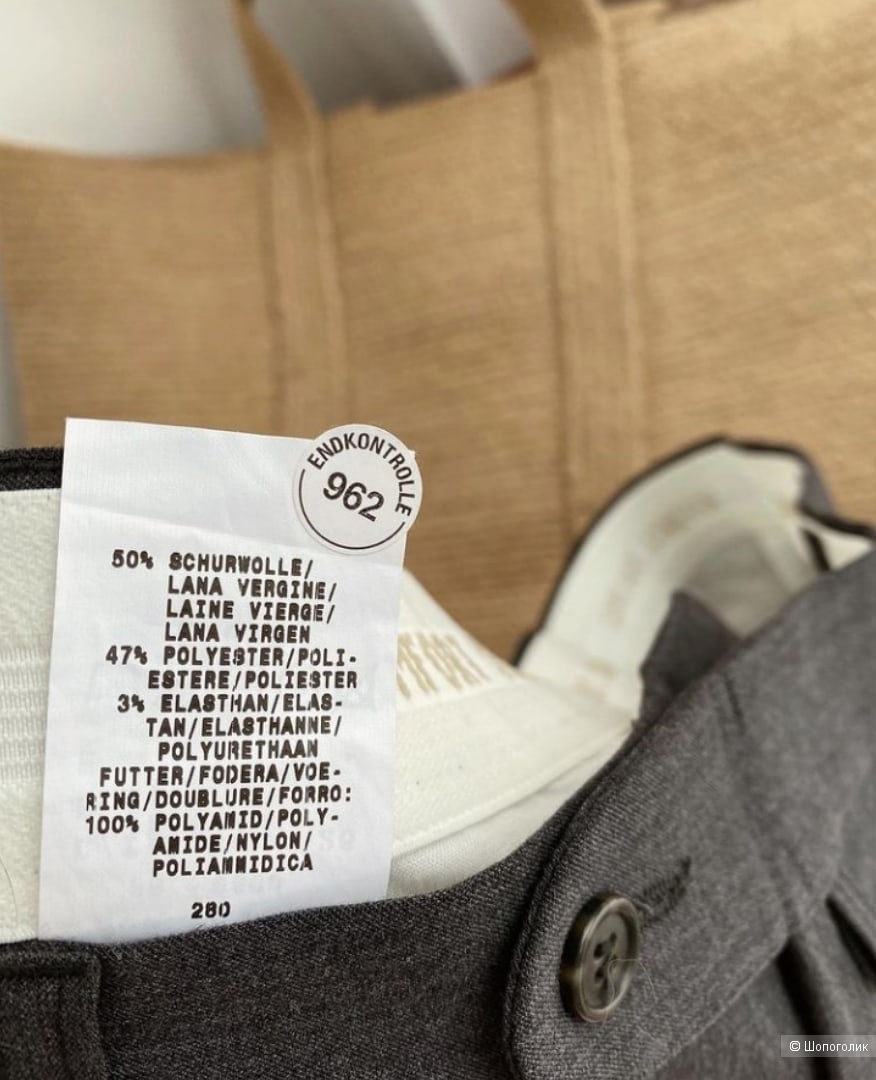 ENDKONTROLLE
962
50% SCHURWOLLE/
LANA VERGINE/
LAINE VIERGE/
LANA VIRGEN
47% POLYESTER/POLI-
ESTERE/POLIESTER
3% ELASTHAN/ELAS-
TAN/ELASTHANNE/
POLYURETHAAN
FUTTER/FODERA/VOE-
RING/DOUBLURE/FORRO:
100% POLYAMID/POLY-
AMIDE/NYLON/
POLIAMMIDICA
280
© Шопоголик